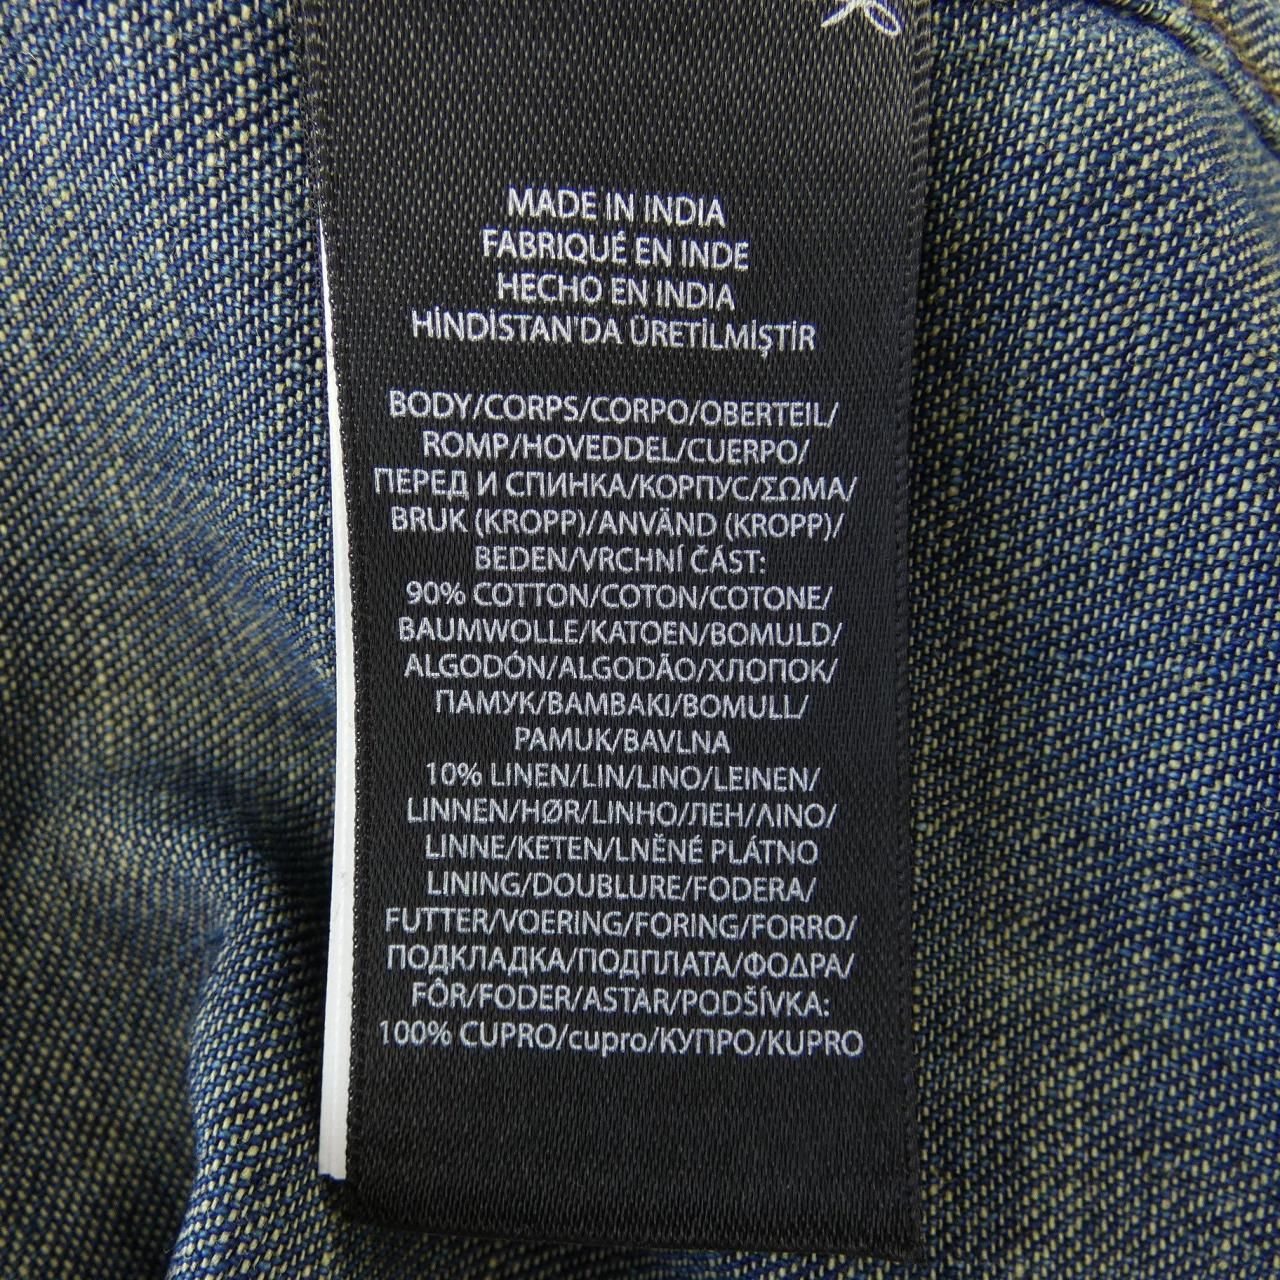 MADE IN INDIA
FABRIQUÉ EN INDE
HECHO EN INDIA
HİNDİSTAN'DA ÜRETİLMİŞTİR
BODY/CORPS/CORPO/OBERTEIL/
ROMP/HOVEDDEL/CUERPO/
ПЕРЕД И СПИНКА/КОРПУС/ΣΩΜΑ/
BRUK (KROPP)/ANVÄND (KROPP)/
BEDEN/VRCHNÍ ČÁST:
90% COTTON/COTON/COTONE/
BAUMWOLLE/KATOEN/BOMULD/
ALGODÓN/ALGODÃO/ХЛОПОК/
ПАМУК/BAMBAKI/BOMULL/
PAMUK/BAVLNA
10% LINEN/LIN/LINO/LEINEN/
LINNEN/HØR/LINHO/ЛЕН/ΛΙΝΟ/
LINNE/KETEN/LNĚNÉ PLÁTNO
LINING/DOUBLURE/FODERA/
FUTTER/VOERING/FORING/FORRO/
ПОДКЛАДКА/ПОДПЛАТА/ΦΟΔΡΑ/
FÔR/FODER/ASTAR/PODŠÍVKA:
100% CUPRO/cupro/КУПРО/KUPRO